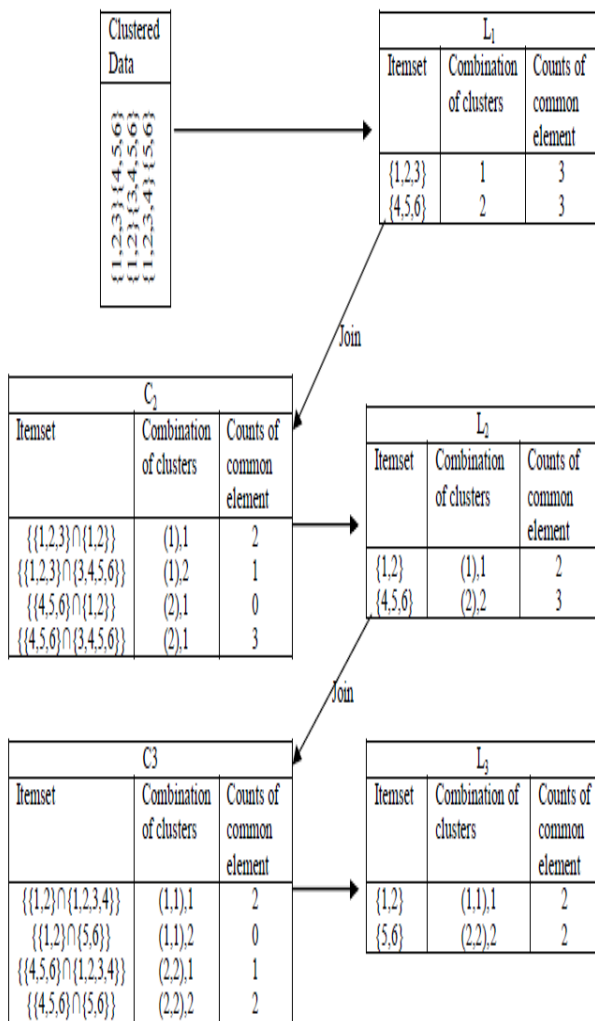 Clustered
Data
{1,2,3} {4,5,6}
{1,2} {3,4,5,6}
{1,2,3,4} {5,6}
L1
Itemset Combination of clusters Counts of common element
{1,2,3} 1 3
{4,5,6} 2 3
Join
C2
Itemset Combination of clusters Counts of common element
{{1,2,3}∩{1,2}} (1),1 2
{{1,2,3}∩{3,4,5,6}} (1),2 1
{{4,5,6}∩{1,2}} (2),1 0
{{4,5,6}∩{3,4,5,6}} (2),1 3
L2
Itemset Combination of clusters Counts of common element
{1,2} (1),1 2
{4,5,6} (2),2 3
Join
C3
Itemset Combination of clusters Counts of common element
{{1,2}∩{1,2,3,4}} (1,1),1 2
{{1,2}∩{5,6}} (1,1),2 0
{{4,5,6}∩{1,2,3,4}} (2,2),1 1
{{4,5,6}∩{5,6}} (2,2),2 2
L3
Itemset Combination of clusters Counts of common element
{1,2} (1,1),1 2
{5,6} (2,2),2 2